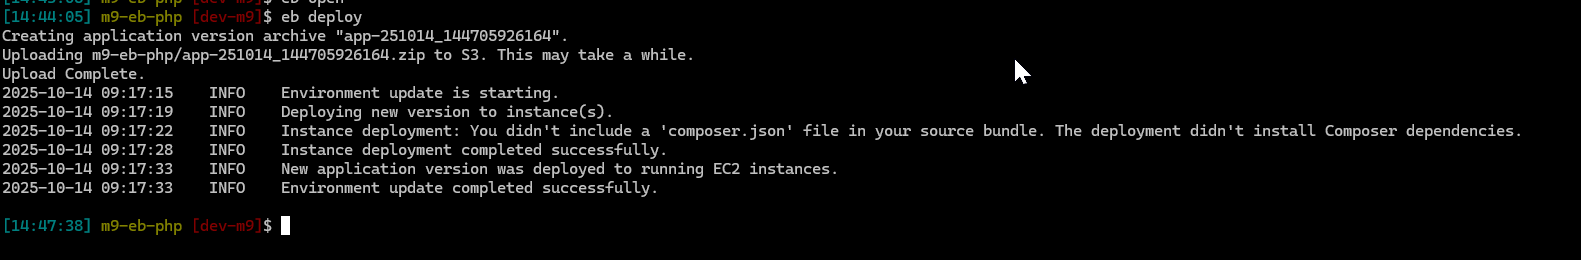 [14:44:05] m9-eb-php [dev-m9]$ eb deploy
Creating application version archive "app-251014_144705926164".
Uploading m9-eb-php/app-251014_144705926164.zip to S3. This may take a while.
Upload Complete.
2025-10-14 09:17:15    INFO    Environment update is starting.
2025-10-14 09:17:19    INFO    Deploying new version to instance(s).
2025-10-14 09:17:22    INFO    Instance deployment: You didn't include a 'composer.json' file in your source bundle. The deployment didn't install Composer dependencies.
2025-10-14 09:17:28    INFO    Instance deployment completed successfully.
2025-10-14 09:17:33    INFO    New application version was deployed to running EC2 instances.
2025-10-14 09:17:33    INFO    Environment update completed successfully.
[14:47:38] m9-eb-php [dev-m9]$